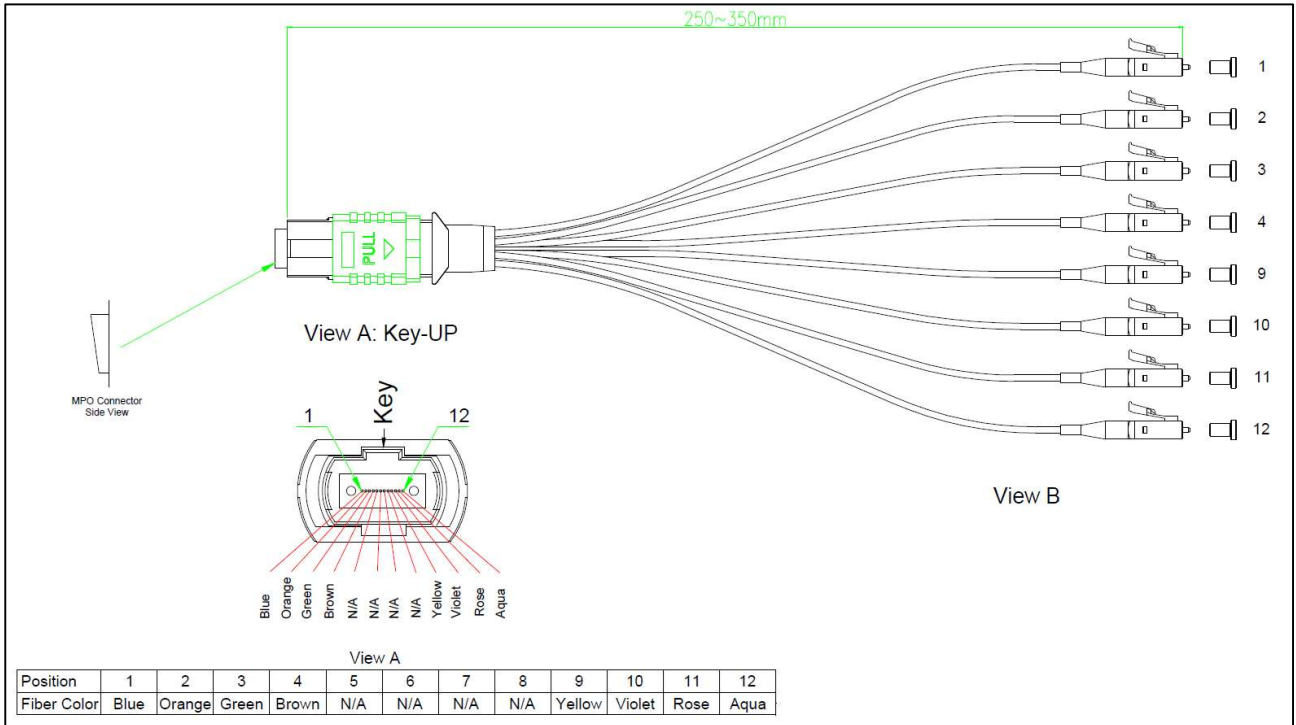 250~350mm
1
2
3
4
9
10
11
12
PULL
View A: Key-UP
MPO Connector
Side View
Key
1
12
View B
Blue
Orange
Green
Brown
N/A
N/A
N/A
N/A
Yellow
Violet
Rose
Aqua
View A
Position 1 2 3 4 5 6 7 8 9 10 11 12
Fiber Color Blue Orange Green Brown N/A N/A N/A N/A Yellow Violet Rose Aqua